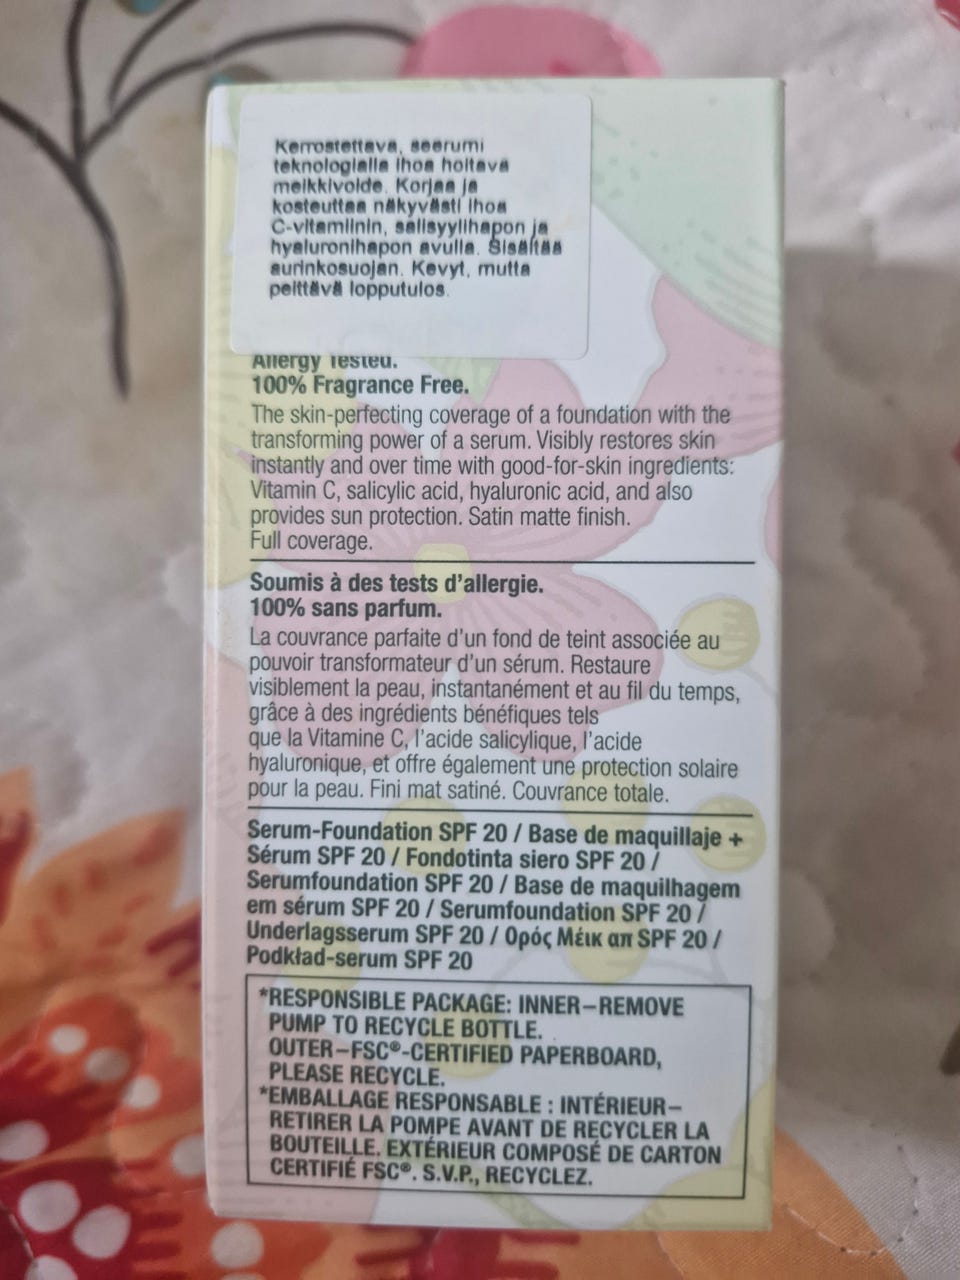 Kerrostettava, seerumi
teknologialla ihoa hoitava
meikkivoide. Korjaa ja
kosteuttaa näkyvästi ihoa
C-vitamiinin, salisyylihapon ja
hyaluronihapon avulla. Sisältää
aurinkosuojan. Kevyt, mutta
peittävä lopputulos.
Allergy Tested.
100% Fragrance Free.
The skin-perfecting coverage of a foundation with the
transforming power of a serum. Visibly restores skin
instantly and over time with good-for-skin ingredients:
Vitamin C, salicylic acid, hyaluronic acid, and also
provides sun protection. Satin matte finish.
Full coverage.
Soumis à des tests d'allergie.
100% sans parfum.
La couvrance parfaite d'un fond de teint associée au
pouvoir transformateur d'un sérum. Restaure
visiblement la peau, instantanément et au fil du temps,
grâce à des ingrédients bénéfiques tels
que la Vitamine C, l'acide salicylique, l'acide
hyaluronique, et offre également une protection solaire
pour la peau. Fini mat satiné. Couvrance totale.
Serum-Foundation SPF 20 / Base de maquillaje +
Sérum SPF 20 / Fondotinta siero SPF 20 /
Serumfoundation SPF 20 / Base de maquilhagem
em sérum SPF 20 / Serumfoundation SPF 20 /
Underlagsserum SPF 20 / Ορός Μέικ απ SPF 20 /
Podkład-serum SPF 20
*RESPONSIBLE PACKAGE: INNER–REMOVE
PUMP TO RECYCLE BOTTLE.
OUTER–FSC®-CERTIFIED PAPERBOARD,
PLEASE RECYCLE.
*EMBALLAGE RESPONSABLE : INTÉRIEUR–
RETIRER LA POMPE AVANT DE RECYCLER LA
BOUTEILLE. EXTÉRIEUR COMPOSÉ DE CARTON
CERTIFIÉ FSC®. S.V.P., RECYCLEZ.